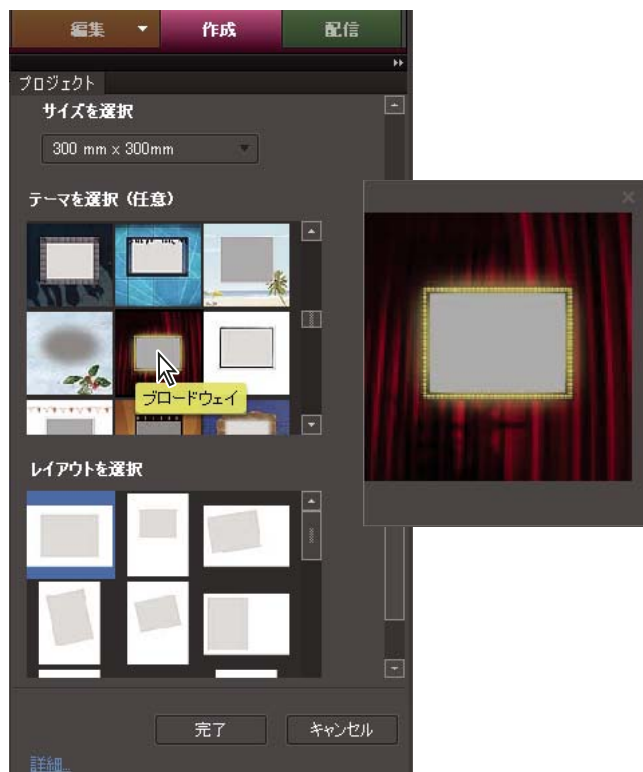 編集 作成 配信
プロジェクト
サイズを選択
300 mm x 300mm
テーマを選択 (任意)
ブロードウェイ
レイアウトを選択
完了 キャンセル
詳細...